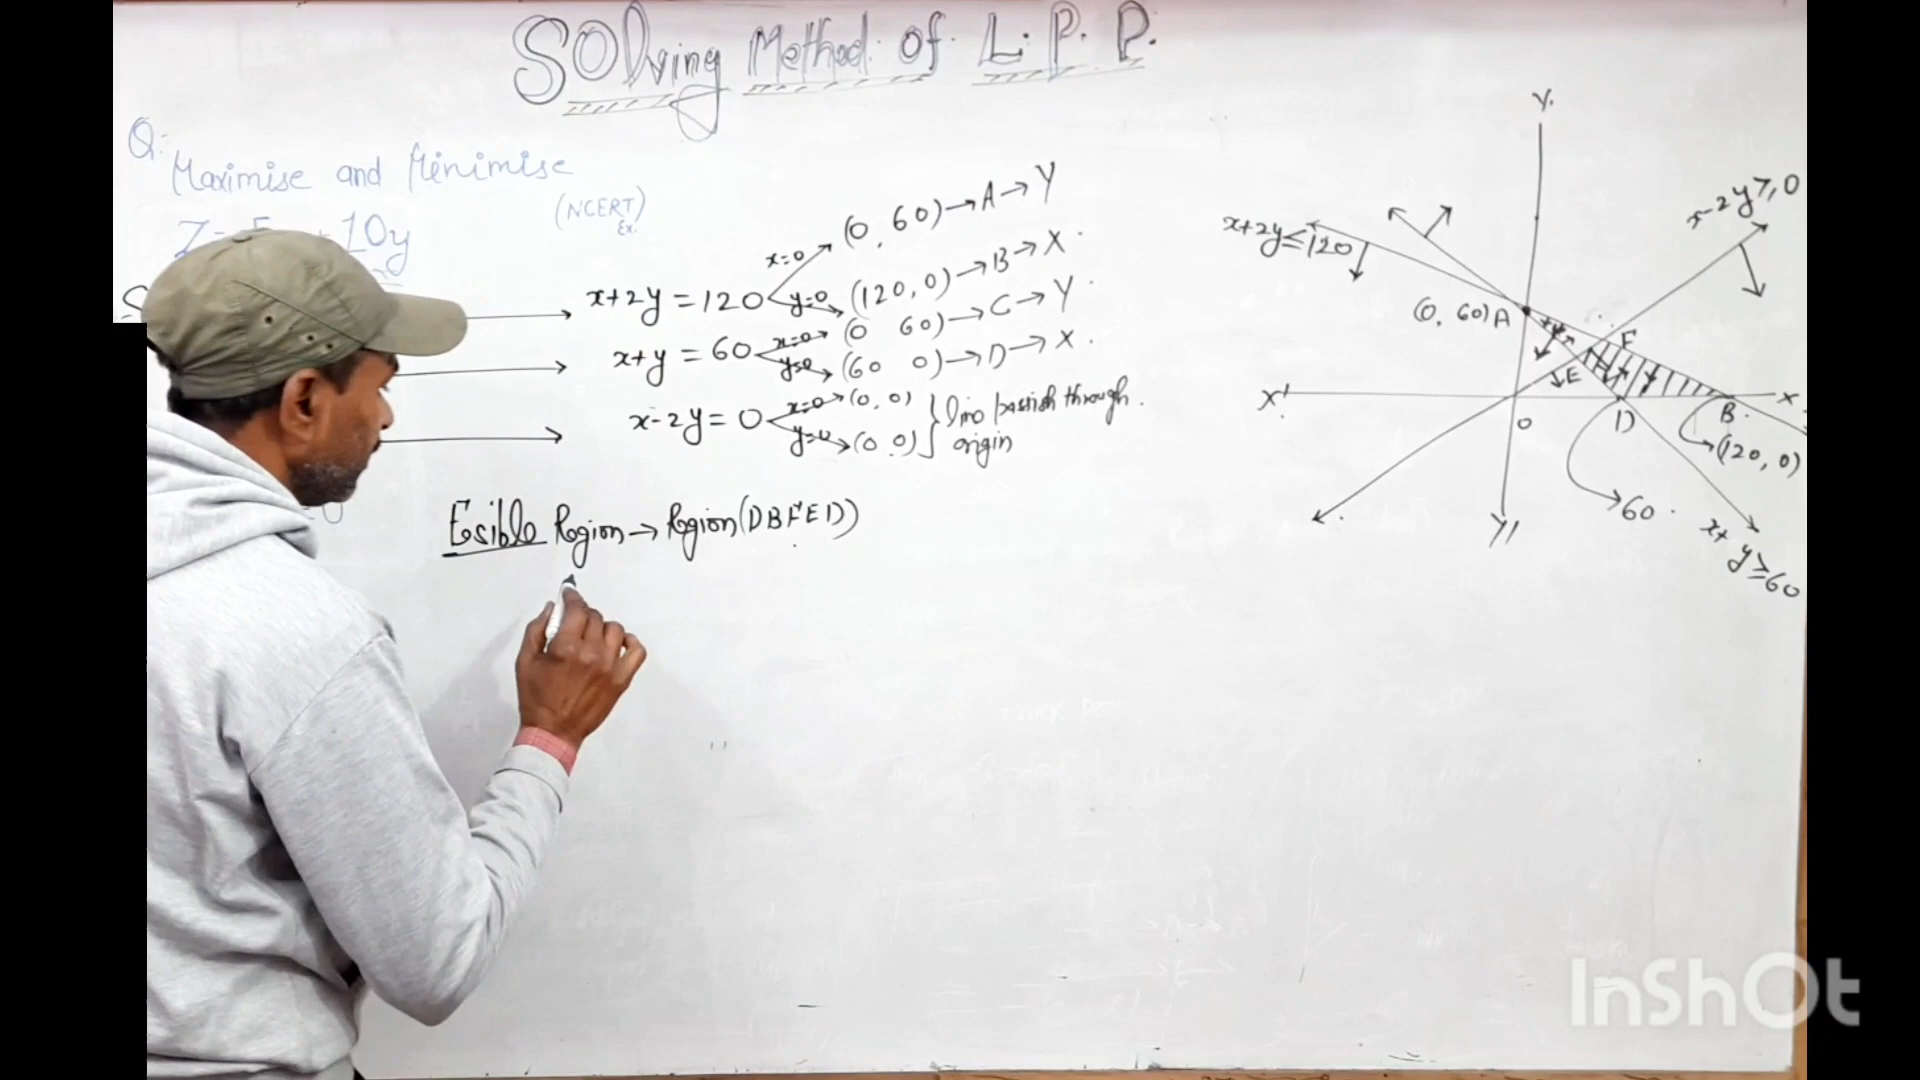 SOlving Method of L. P. P.
Q.
Maximise and Minimise
(NCERT)
Ex.
10y
x+2y = 120
x=0 (0, 60) → A → Y
y=0 (120, 0) → B → X
x+y = 60
x=0 (0 60) → C → Y
y=0 (60 0) → D → X
x-2y = 0
x=0 (0, 0)
y=0 (0 0)
through
origin
Esible Region → Region (DBFED)
Y
x-2y ≥ 0
x+2y ≤ 120
(0, 60) A
F
E
X'
X
O
D
B
(120, 0)
60
Y'
x+y ≥ 60
InShOt